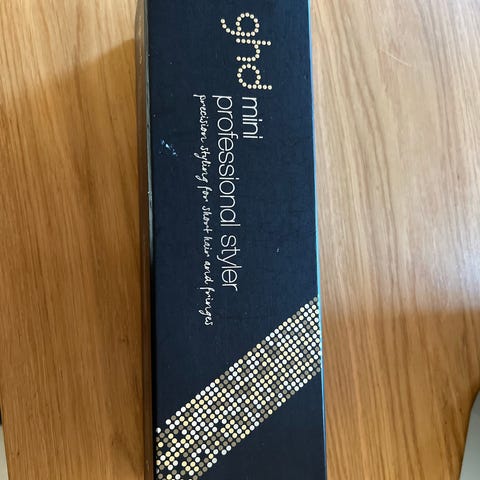 ghd
mini
professional styler
precision styling for short hair and fringes